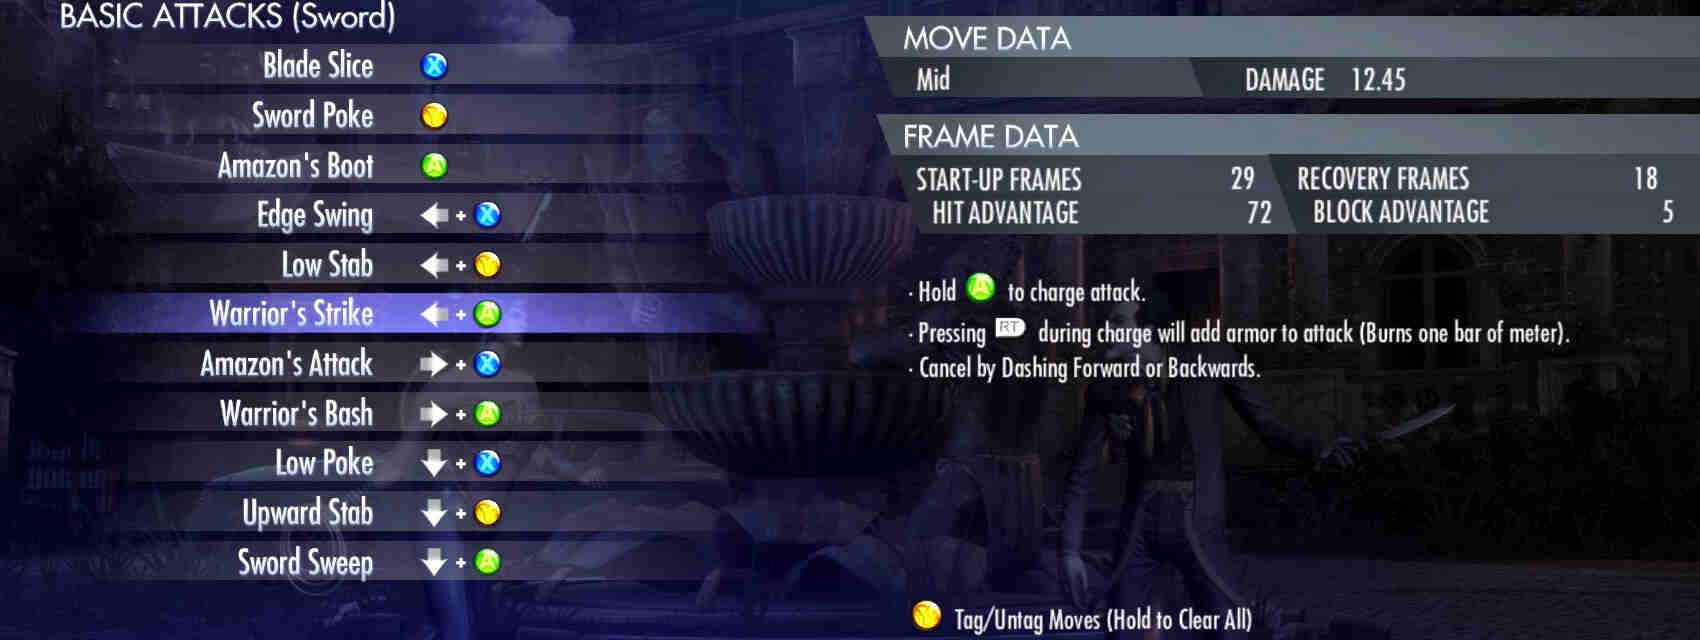 BASIC ATTACKS (Sword)
Blade Slice X
Sword Poke Y
Amazon's Boot A
Edge Swing + X
Low Stab + Y
Warrior's Strike + A
Amazon's Attack + X
Warrior's Bash + A
Low Poke + X
Upward Stab + Y
Sword Sweep + A
MOVE DATA
Mid DAMAGE 12.45
FRAME DATA
START-UP FRAMES 29 RECOVERY FRAMES 18
HIT ADVANTAGE 72 BLOCK ADVANTAGE 5
· Hold A to charge attack.
· Pressing RT during charge will add armor to attack (Burns one bar of meter).
· Cancel by Dashing Forward or Backwards.
Y Tag/Untag Moves (Hold to Clear All)